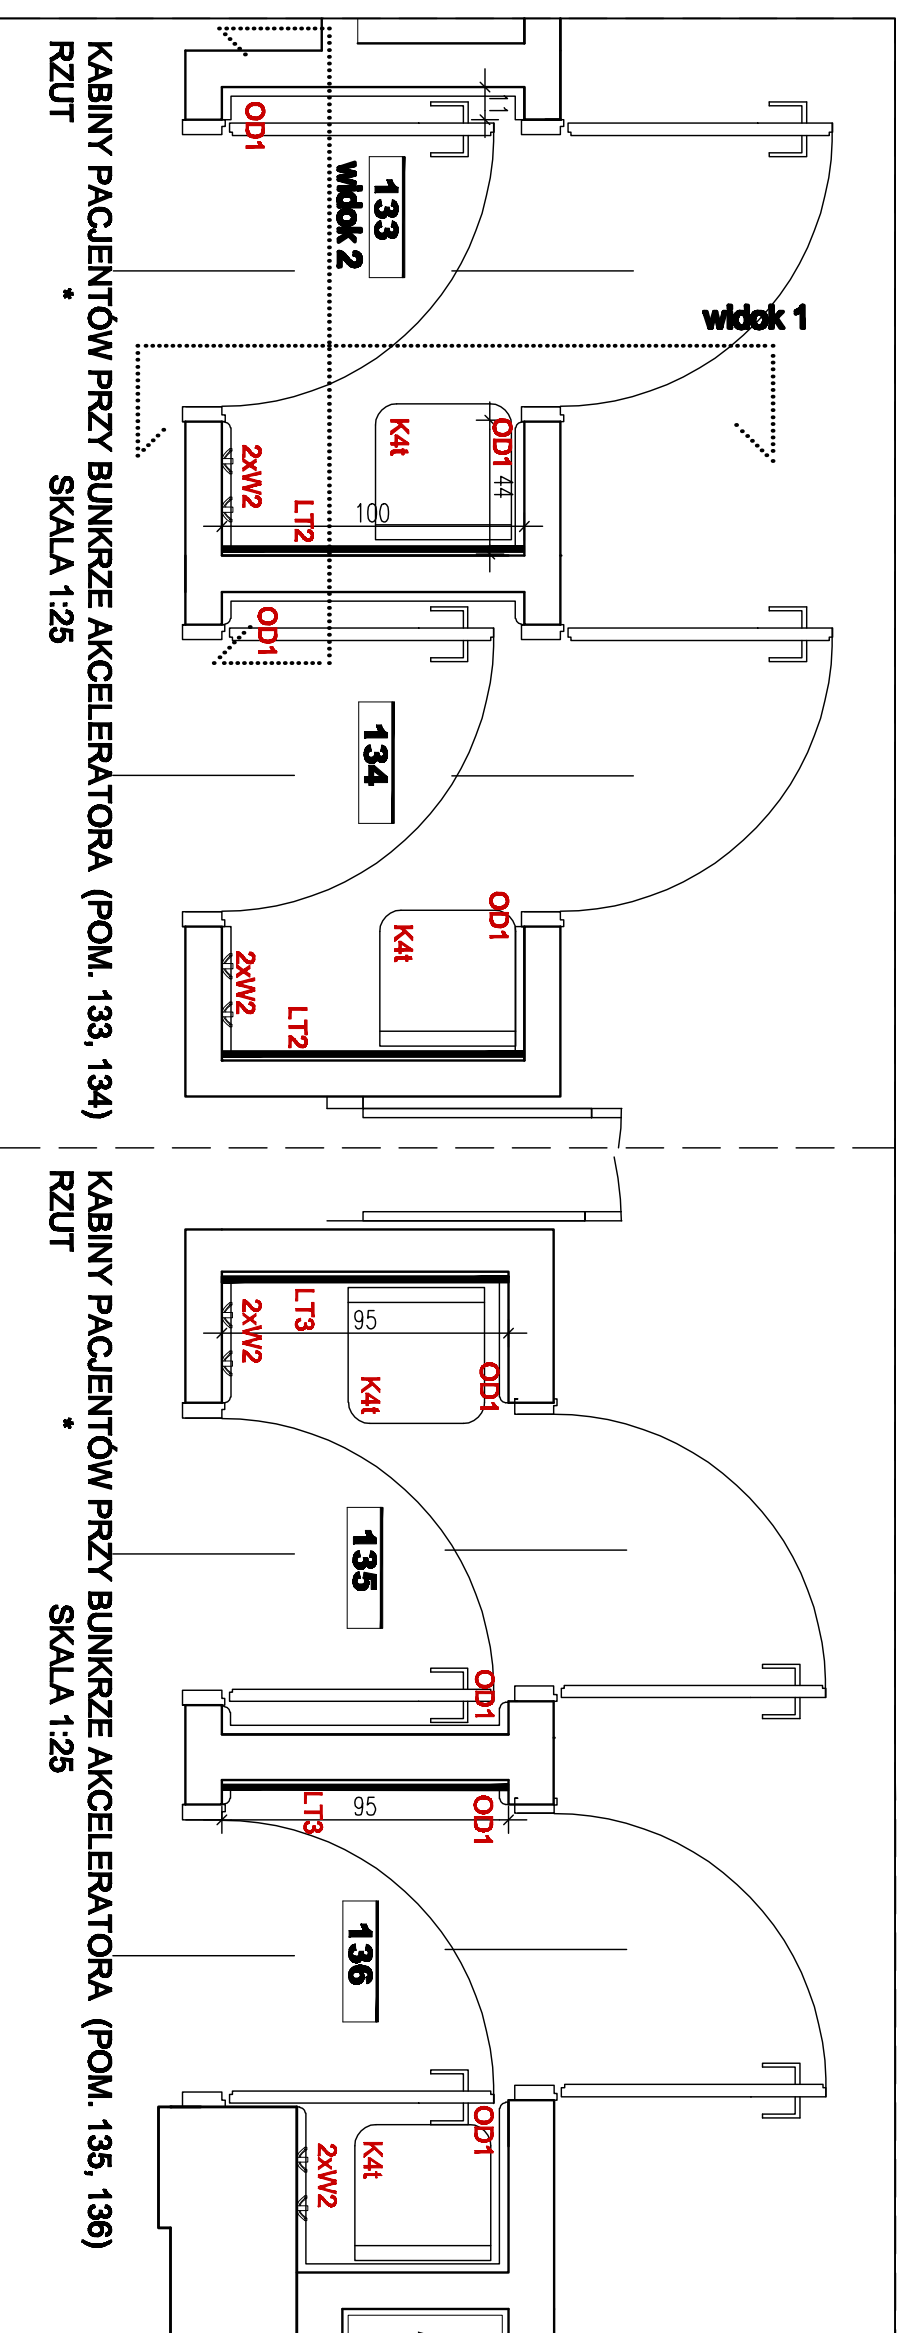 widok 1
OD1
11
133
widok 2
OD1
K4t
44
2xW2
LT2
100
OD1
134
OD1
K4t
2xW2
LT2
KABINY PACJENTÓW PRZY BUNKRZE AKCELERATORA (POM. 133, 134)
RZUT * SKALA 1:25
LT3
95
2xW2
K4t
OD1
135
OD1
LT3
95
OD1
136
OD1
K4t
2xW2
KABINY PACJENTÓW PRZY BUNKRZE AKCELERATORA (POM. 135, 136)
RZUT * SKALA 1:25